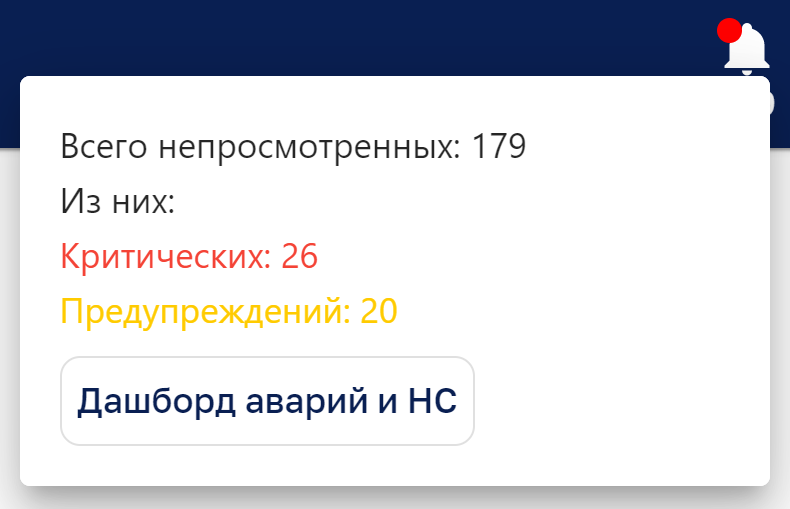 Всего непросмотренных: 179
Из них:
Критических: 26
Предупреждений: 20
Дашборд аварий и НС